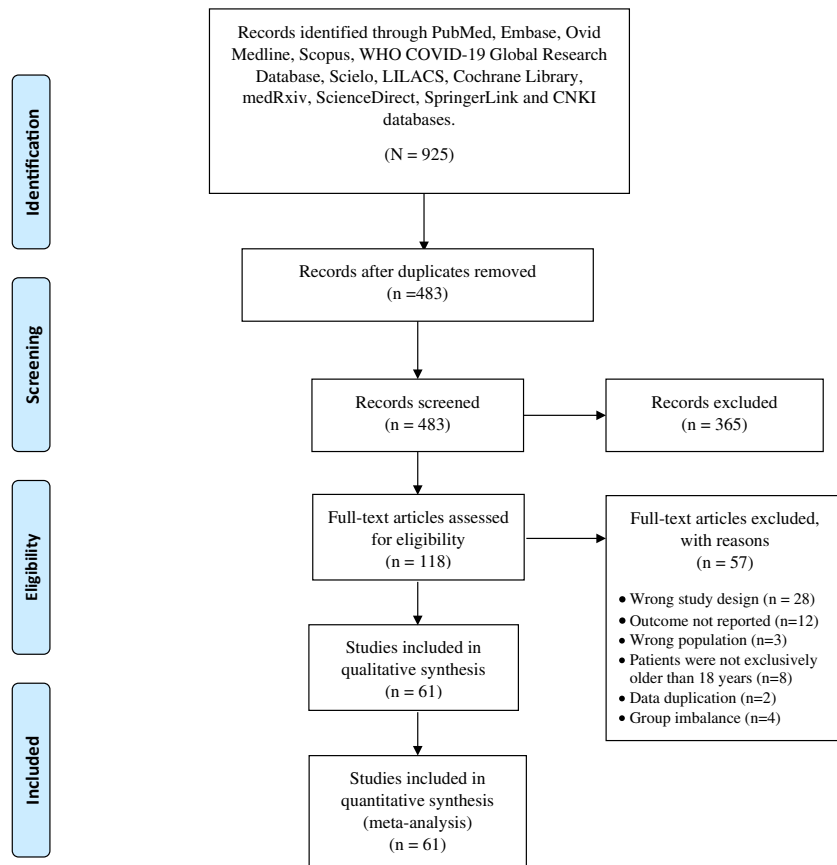 Records identified through PubMed, Embase, Ovid
Medline, Scopus, WHO COVID-19 Global Research
Database, Scielo, LILACS, Cochrane Library,
medRxiv, ScienceDirect, SpringerLink and CNKI
databases.
(N = 925)
Identification
Records after duplicates removed
(n =483)
Screening
Records screened
(n = 483)
Records excluded
(n = 365)
Eligibility
Full-text articles assessed
for eligibility
(n = 118)
Full-text articles excluded,
with reasons
(n = 57)
• Wrong study design (n = 28)
• Outcome not reported (n=12)
• Wrong population (n=3)
• Patients were not exclusively
older than 18 years (n=8)
• Data duplication (n=2)
• Group imbalance (n=4)
Studies included in
qualitative synthesis
(n = 61)
Included
Studies included in
quantitative synthesis
(meta-analysis)
(n = 61)